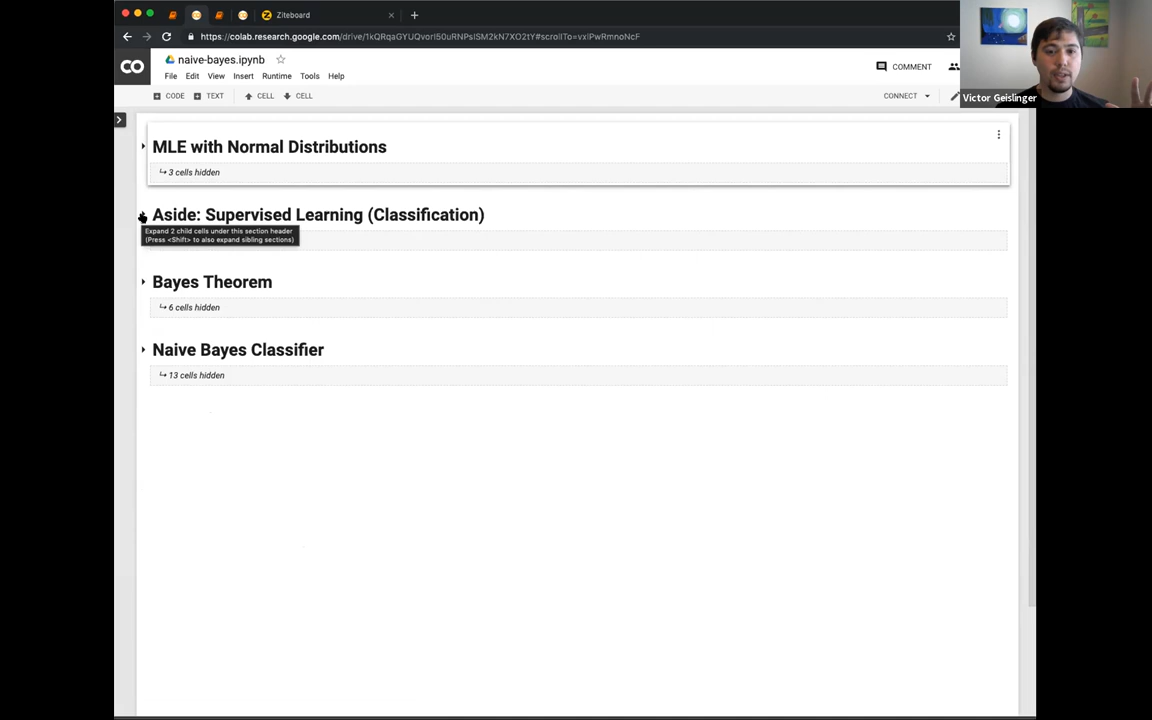 Ziteboard
https://colab.research.google.com/drive/1kQRqaGYUQvorI50uRNPsISM2kN7XO2tY#scrollTo=vxIPwRmnoNcF
CO
naive-bayes.ipynb
File Edit View Insert Runtime Tools Help
COMMENT
CODE TEXT CELL CELL
CONNECT
Victor Geislinger
MLE with Normal Distributions
3 cells hidden
Aside: Supervised Learning (Classification)
Expand 2 child cells under this section header
(Press <Shift> to also expand sibling sections)
Bayes Theorem
6 cells hidden
Naive Bayes Classifier
13 cells hidden